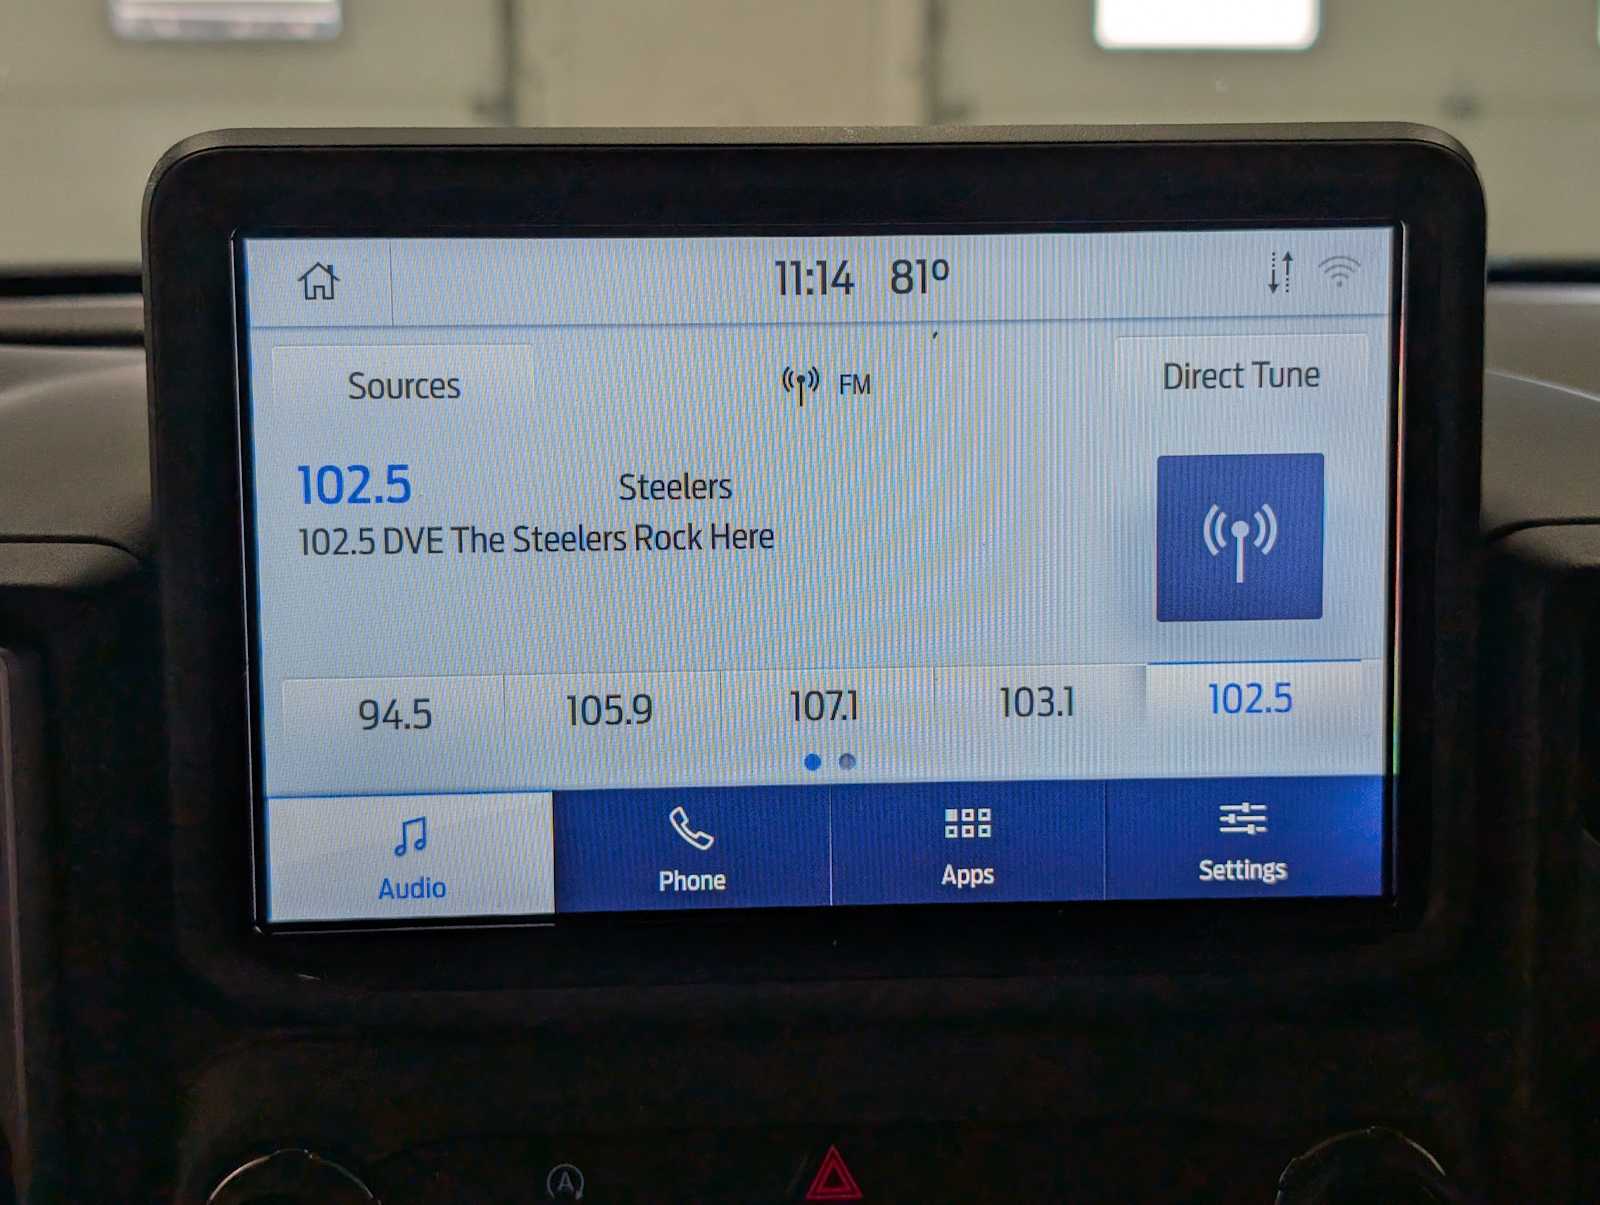 11:14 81º
Sources
FM
Direct Tune
102.5 Steelers
102.5 DVE The Steelers Rock Here
94.5 105.9 107.1 103.1 102.5
Audio
Phone
Apps
Settings
A